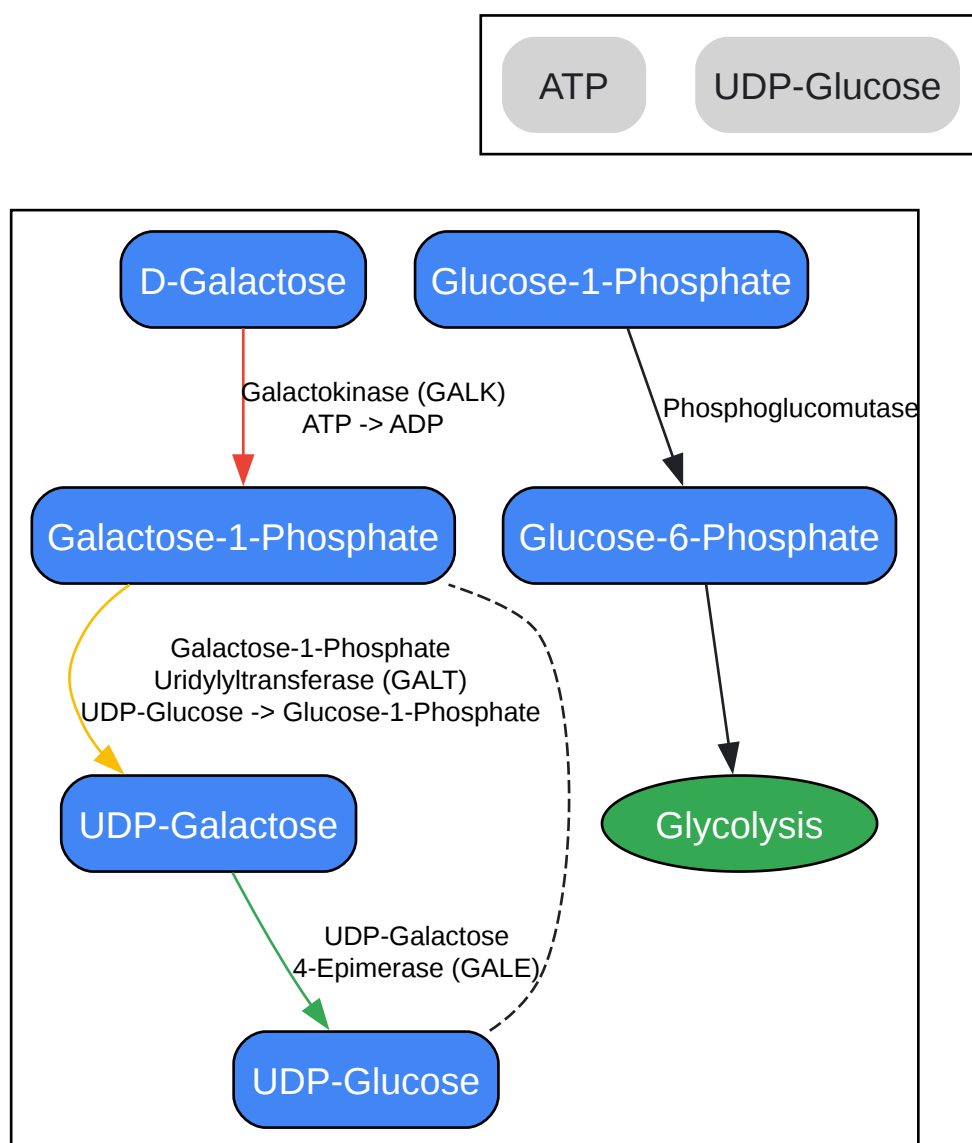 ATP
UDP-Glucose
D-Galactose
Glucose-1-Phosphate
Galactokinase (GALK)
ATP -> ADP
Phosphoglucomutase
Galactose-1-Phosphate
Glucose-6-Phosphate
Galactose-1-Phosphate
Uridylyltransferase (GALT)
UDP-Glucose -> Glucose-1-Phosphate
UDP-Galactose
Glycolysis
UDP-Galactose
4-Epimerase (GALE)
UDP-Glucose